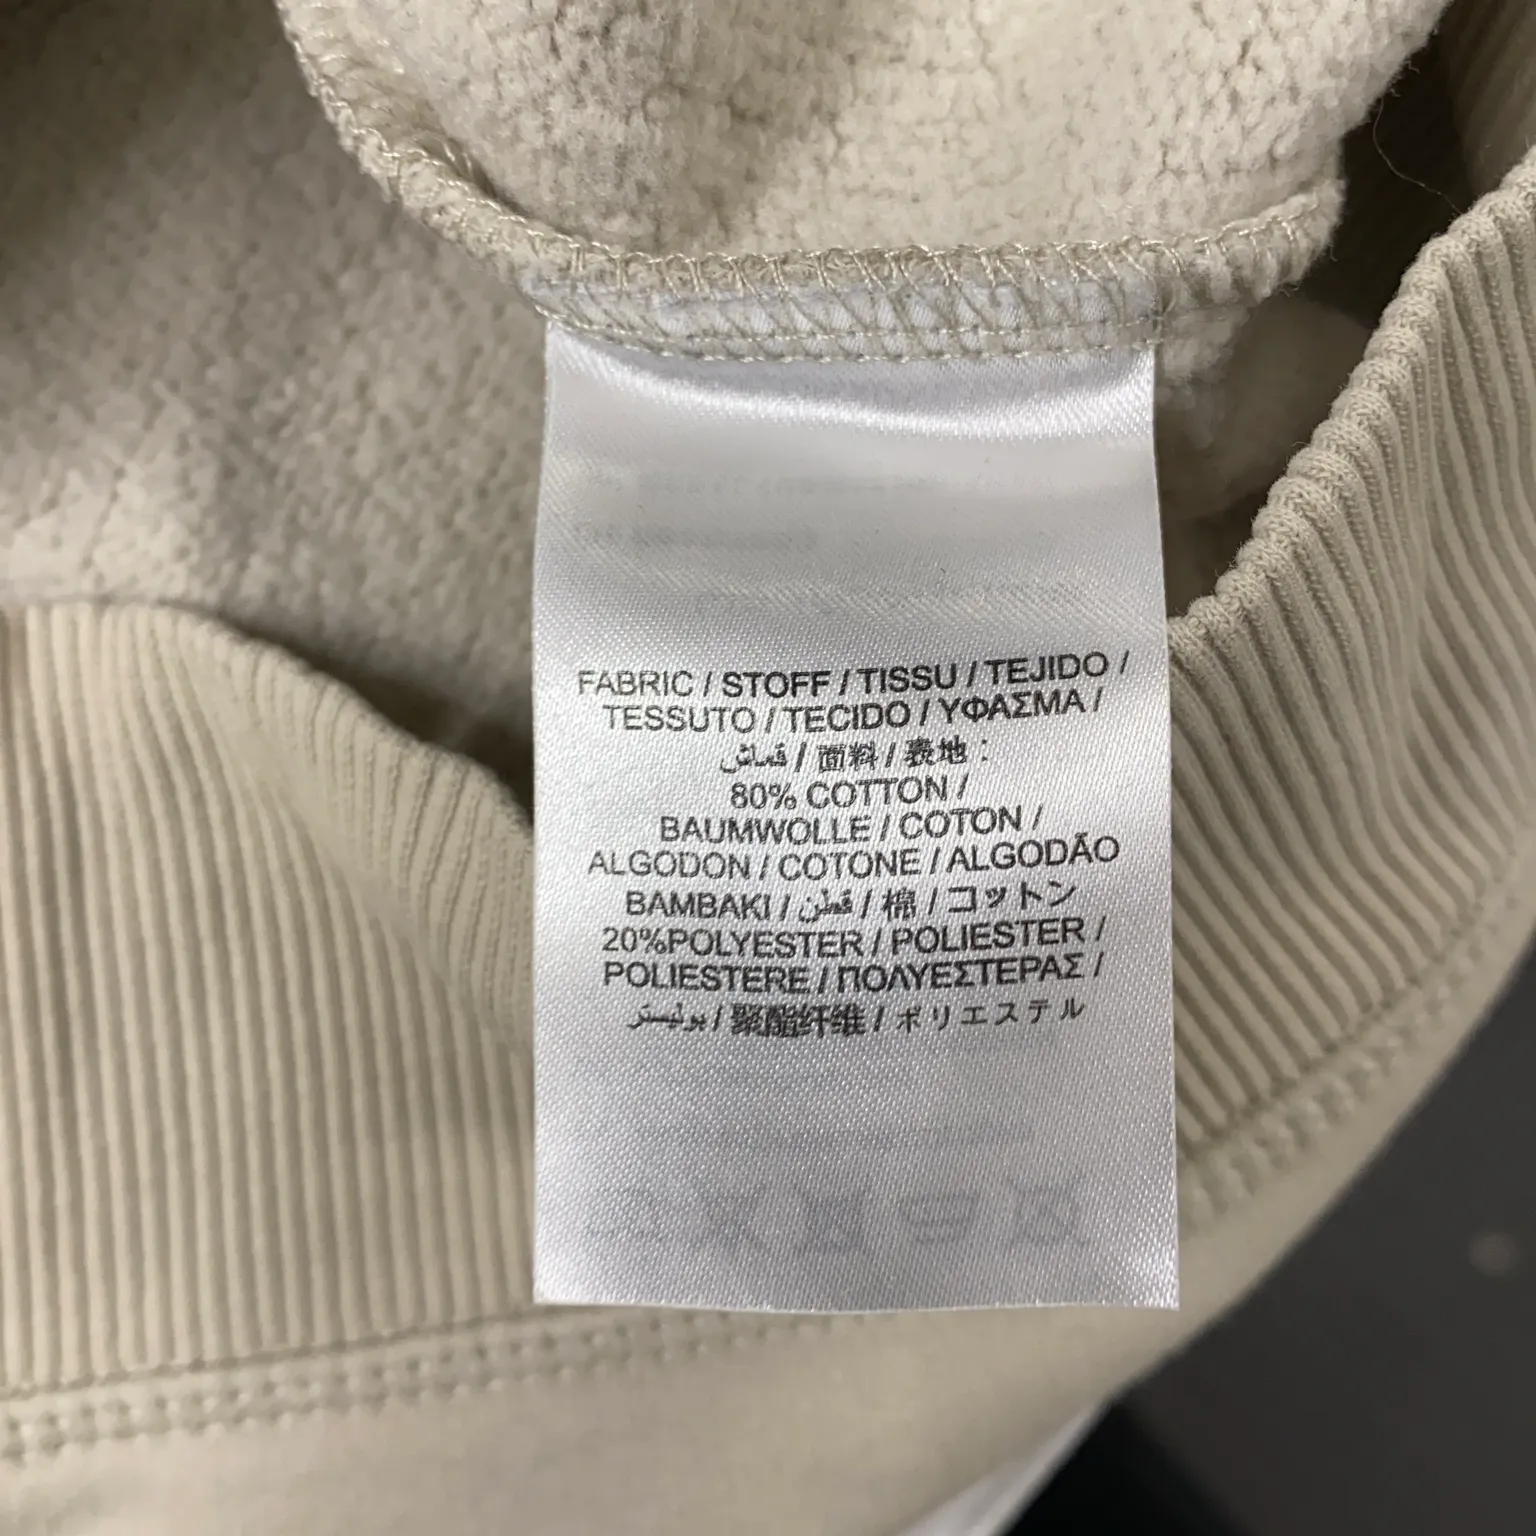 FABRIC / STOFF / TISSU / TEJIDO /
TESSUTO / TECIDO / ΥΦΑΣΜΑ /
قماش / 面料 / 表地 :
80% COTTON /
BAUMWOLLE / COTON /
ALGODON / COTONE / ALGODÃO
BAMBAKI / قطن / 棉 / コットン
20%POLYESTER / POLIESTER /
POLIESTERE / ΠΟΛΥΕΣΤΕΡΑΣ /
بوليستر / 聚酯纤维 / ポリエステル